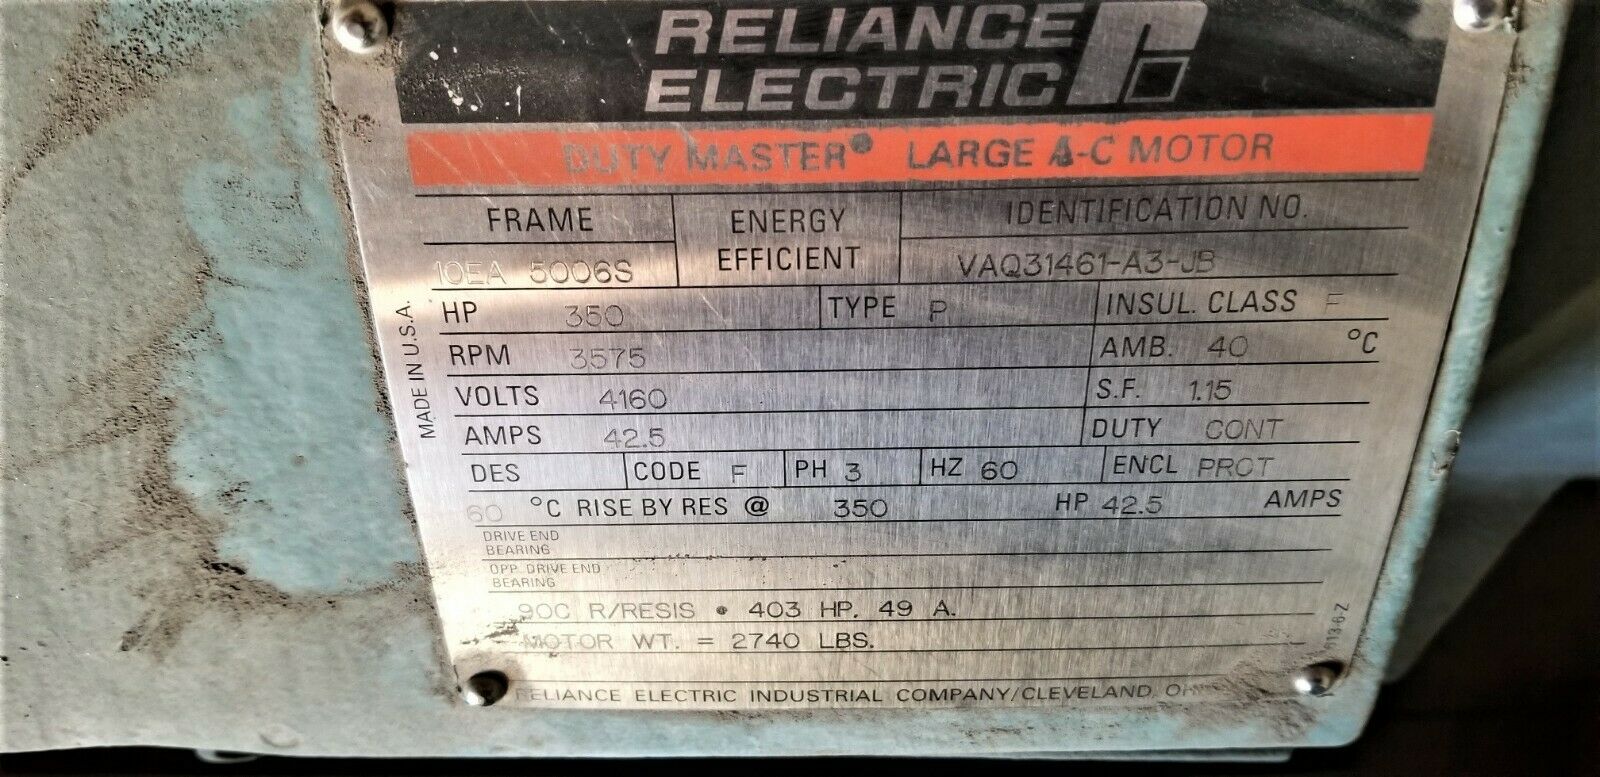 RELIANCE
ELECTRIC
DUTY MASTER® LARGE A-C MOTOR
FRAME ENERGY EFFICIENT IDENTIFICATION NO.
10EA 5006S VAQ31461-A3-JB
HP 350 TYPE P INSUL. CLASS F
RPM 3575 AMB. 40 °C
VOLTS 4160 S.F. 1.15
AMPS 42.5 DUTY CONT
DES CODE F PH 3 HZ 60 ENCL PROT
60 °C RISE BY RES @ 350 HP 42.5 AMPS
DRIVE END
BEARING
OPP. DRIVE END
BEARING
90C R/RESIS • 403 HP. 49 A.
MOTOR WT. = 2740 LBS.
RELIANCE ELECTRIC INDUSTRIAL COMPANY/CLEVELAND,
MADE IN U.S.A.
113-6-Z